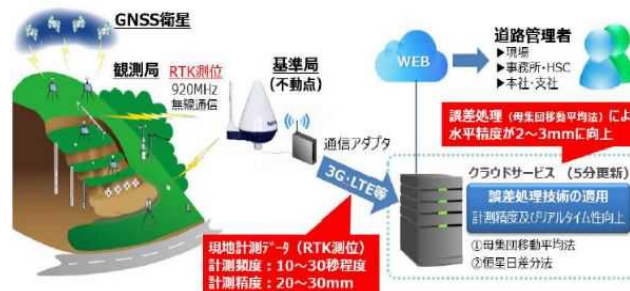 GNSS衛星
観測局
RTK測位
920MHz
無線通信
基準局
(不動点)
通信アダプタ
3G・LTE等
現地計測ﾃﾞｰﾀ（RTK測位）
計測頻度：10～30秒程度
計測精度：20～30mm
WEB
道路管理者
▶現場
▶事務所・HSC
▶本社・支社
誤差処理（母集団移動平均法）によ
水平精度が2～3mmに向上
クラウドサービス （5分更新）
誤差処理技術の適用
計測精度及びリアルタイム性向上
①母集団移動平均法
②恒星日差分法